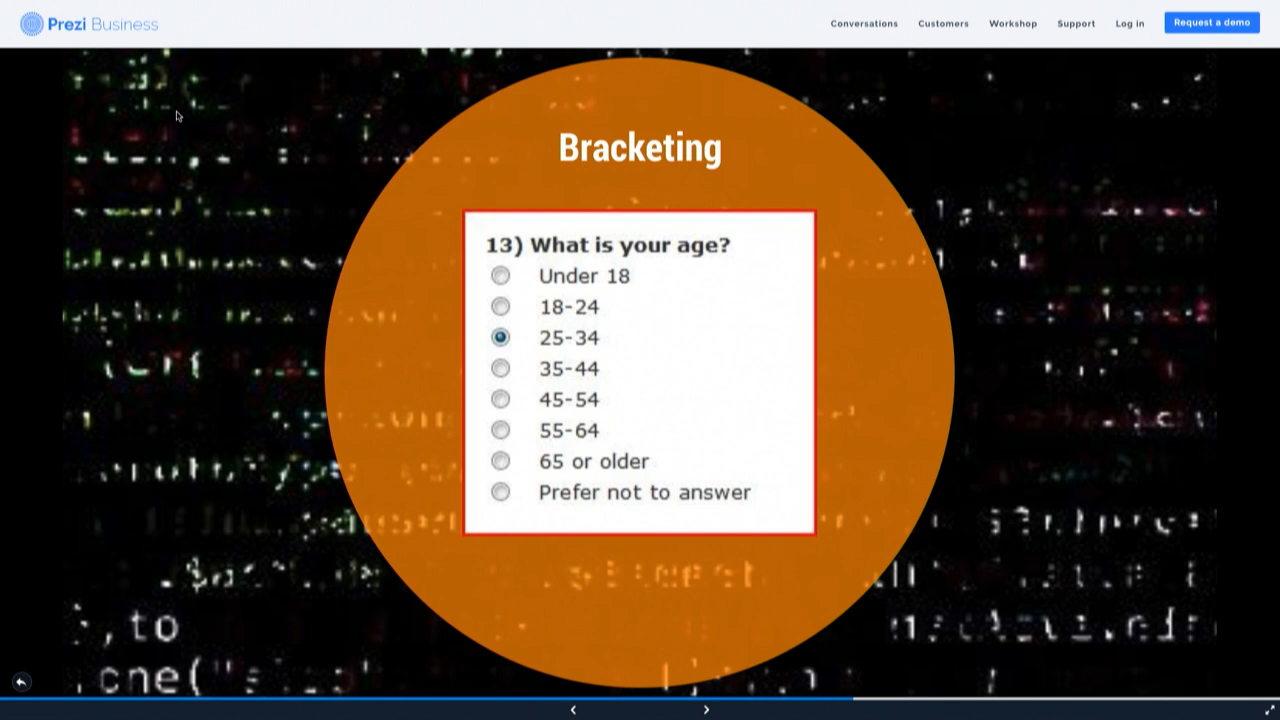 Prezi Business
Conversations Customers Workshop Support Log in Request a demo
Bracketing
13) What is your age?
Under 18
18-24
25-34
35-44
45-54
55-64
65 or older
Prefer not to answer
,to